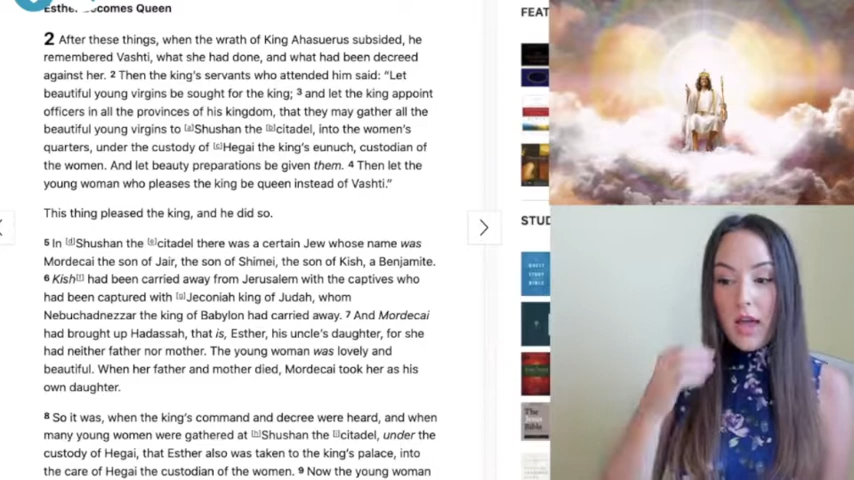 Esther Becomes Queen
2 After these things, when the wrath of King Ahasuerus subsided, he
remembered Vashti, what she had done, and what had been decreed
against her. 2 Then the king's servants who attended him said: “Let
beautiful young virgins be sought for the king; 3 and let the king appoint
officers in all the provinces of his kingdom, that they may gather all the
beautiful young virgins to [a]Shushan the [b]citadel, into the women's
quarters, under the custody of [c]Hegai the king's eunuch, custodian of
the women. And let beauty preparations be given them. 4 Then let the
young woman who pleases the king be queen instead of Vashti.”
This thing pleased the king, and he did so.
5 In [d]Shushan the [e]citadel there was a certain Jew whose name was
Mordecai the son of Jair, the son of Shimei, the son of Kish, a Benjamite.
6 Kish[f] had been carried away from Jerusalem with the captives who
had been captured with [g]Jeconiah king of Judah, whom
Nebuchadnezzar the king of Babylon had carried away. 7 And Mordecai
had brought up Hadassah, that is, Esther, his uncle's daughter, for she
had neither father nor mother. The young woman was lovely and
beautiful. When her father and mother died, Mordecai took her as his
own daughter.
8 So it was, when the king's command and decree were heard, and when
many young women were gathered at [h]Shushan the [i]citadel, under the
custody of Hegai, that Esther also was taken to the king's palace, into
the care of Hegai the custodian of the women. 9 Now the young woman
FEAT
STUD
The
Bible